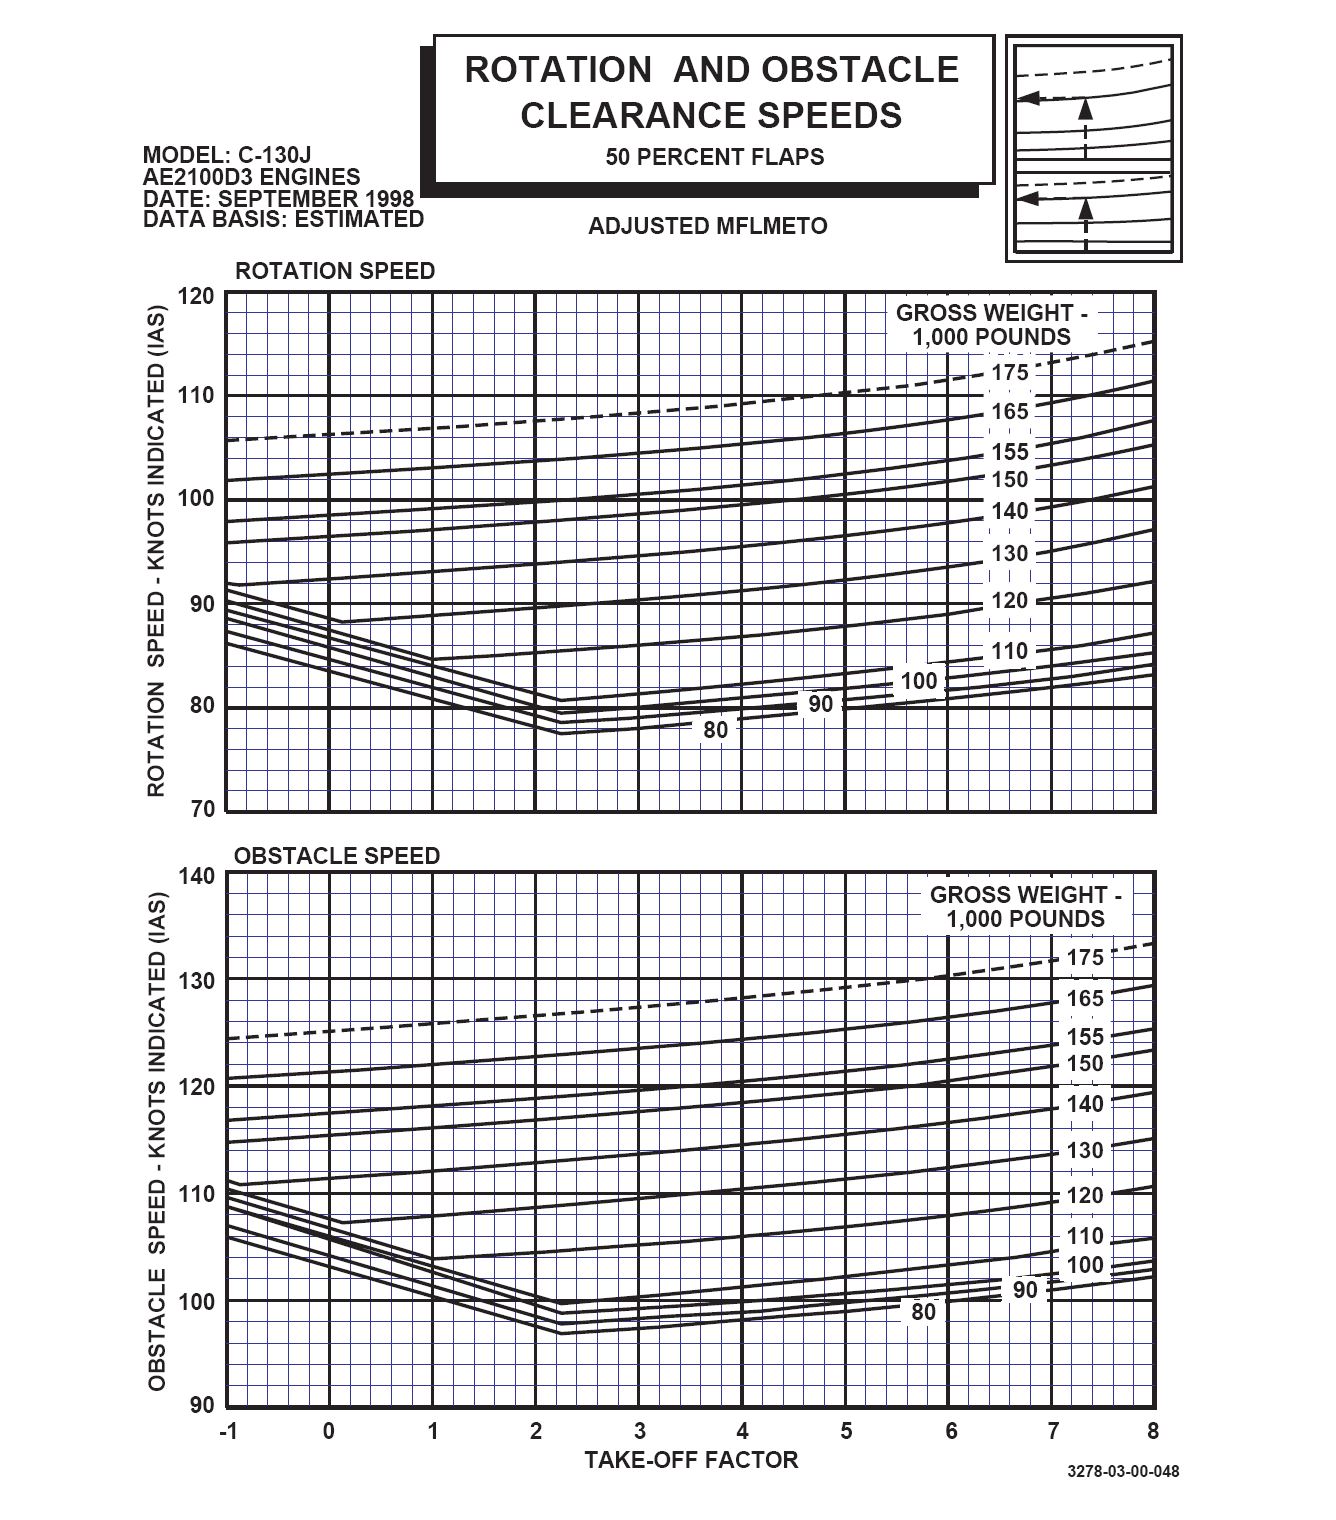 ROTATION AND OBSTACLE
CLEARANCE SPEEDS
50 PERCENT FLAPS
MODEL: C-130J
AE2100D3 ENGINES
DATE: SEPTEMBER 1998
DATA BASIS: ESTIMATED
ADJUSTED MFLMETO
ROTATION SPEED
ROTATION SPEED - KNOTS INDICATED (IAS)
120
110
100
90
80
70
GROSS WEIGHT -
1,000 POUNDS
175
165
155
150
140
130
120
110
100
90
80
OBSTACLE SPEED
OBSTACLE SPEED - KNOTS INDICATED (IAS)
140
130
120
110
100
90
GROSS WEIGHT -
1,000 POUNDS
175
165
155
150
140
130
120
110
100
90
80
-1 0 1 2 3 4 5 6 7 8
TAKE-OFF FACTOR
3278-03-00-048